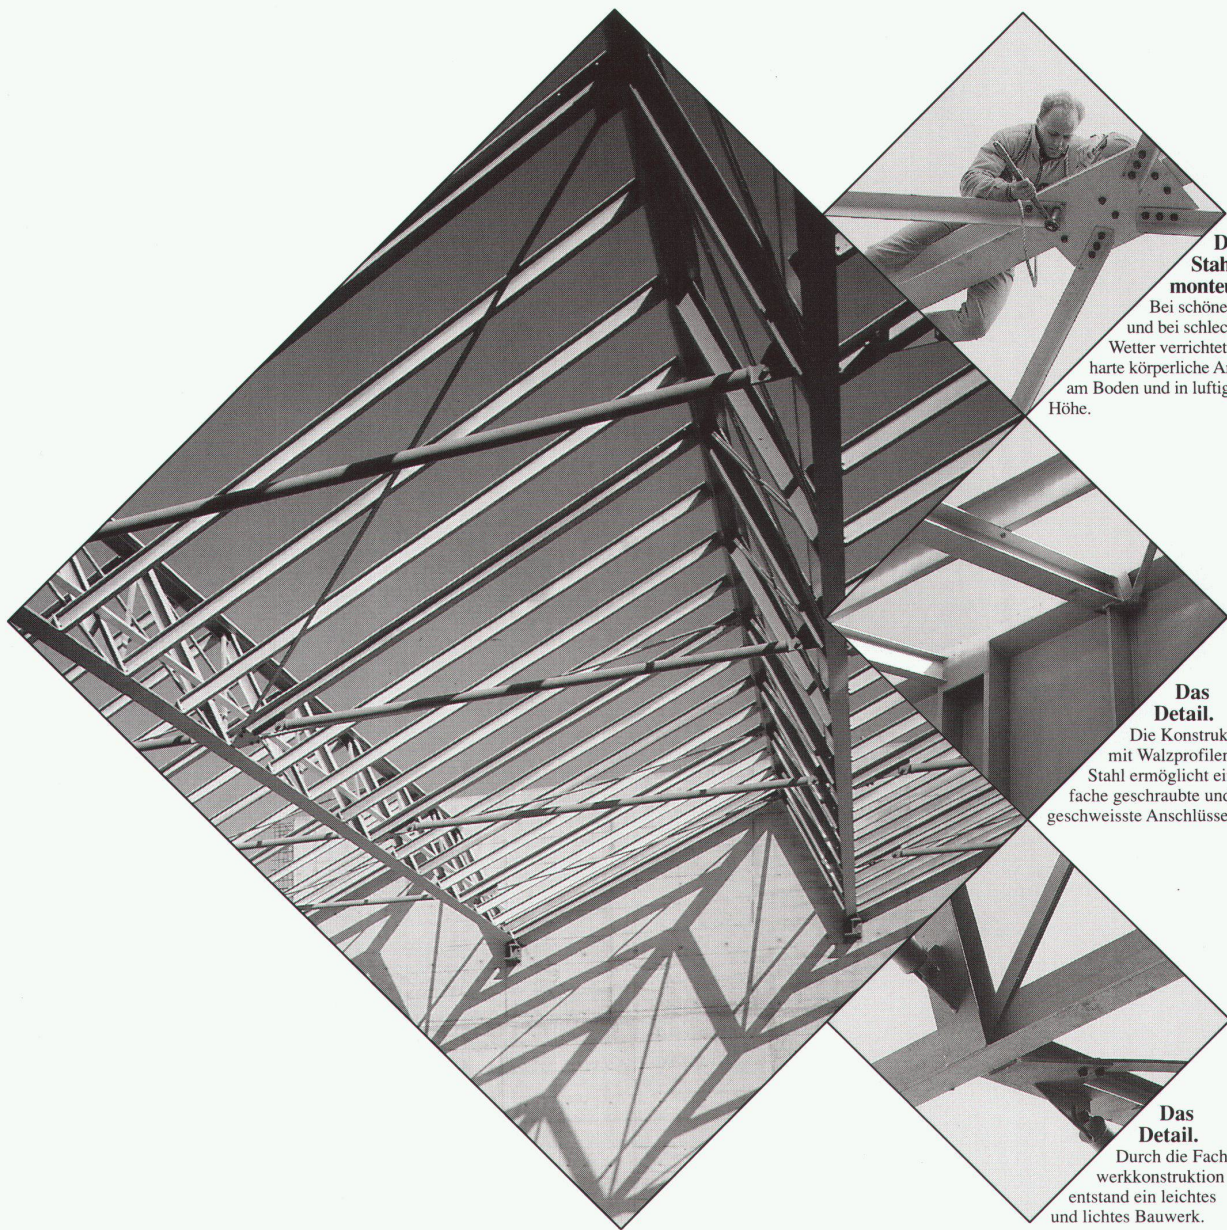 D
Stah
monteu
Bei schöne
und bei schlec
Wetter verrichtet
harte körperliche A
am Boden und in luftig
Höhe.
Das
Detail.
Die Konstruk
mit Walzprofilen
Stahl ermöglicht ei
fache geschraubte und
geschweisste Anschlüsse
Das
Detail.
Durch die Fach
werkkonstruktion
entstand ein leichtes
und lichtes Bauwerk.